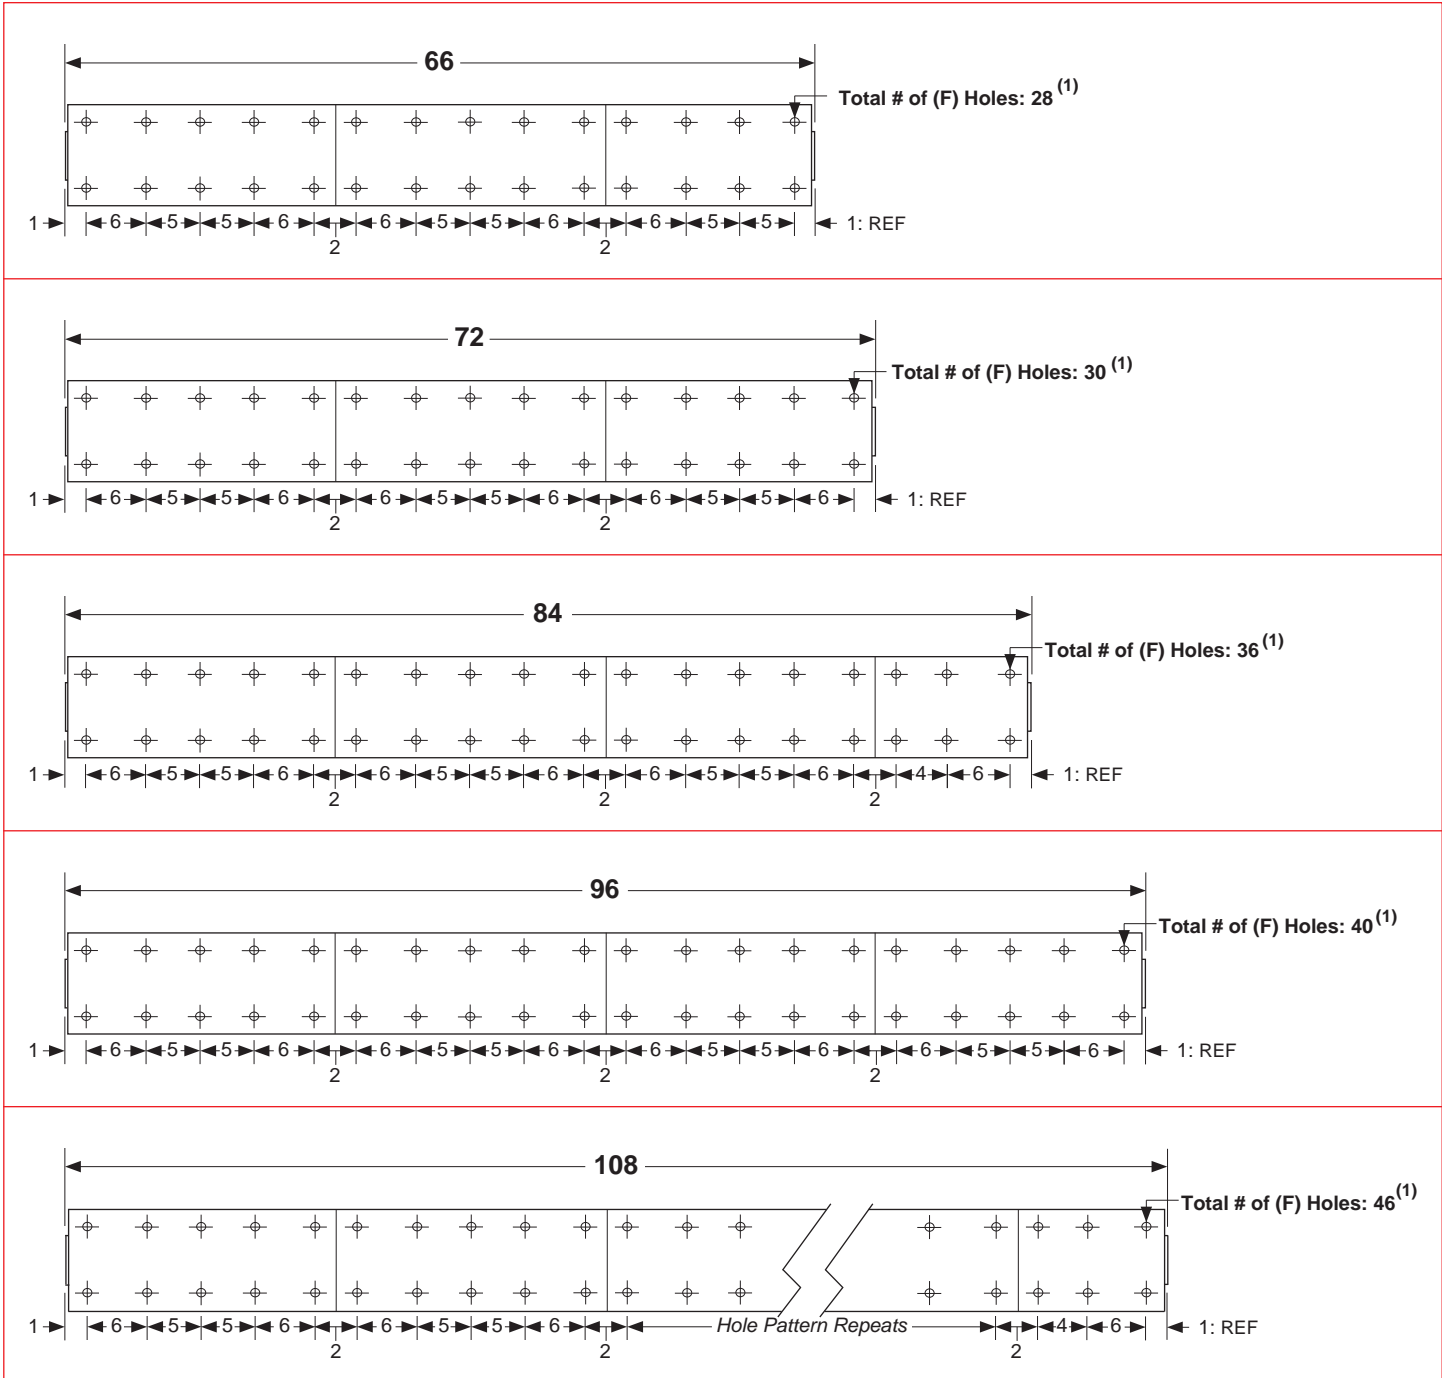 66
Total # of (F) Holes: 28 (1)
1 6 5 5 6 6 5 5 6 6 5 5 1: REF
2 2
72
Total # of (F) Holes: 30 (1)
1 6 5 5 6 6 5 5 6 6 5 5 6 1: REF
2 2
84
Total # of (F) Holes: 36 (1)
1 6 5 5 6 6 5 5 6 6 5 5 6 4 6 1: REF
2 2 2
96
Total # of (F) Holes: 40 (1)
1 6 5 5 6 6 5 5 6 6 5 5 6 6 5 5 6 1: REF
2 2 2
108
Total # of (F) Holes: 46 (1)
1 6 5 5 6 6 5 5 6 Hole Pattern Repeats 4 6 1: REF
2 2 2